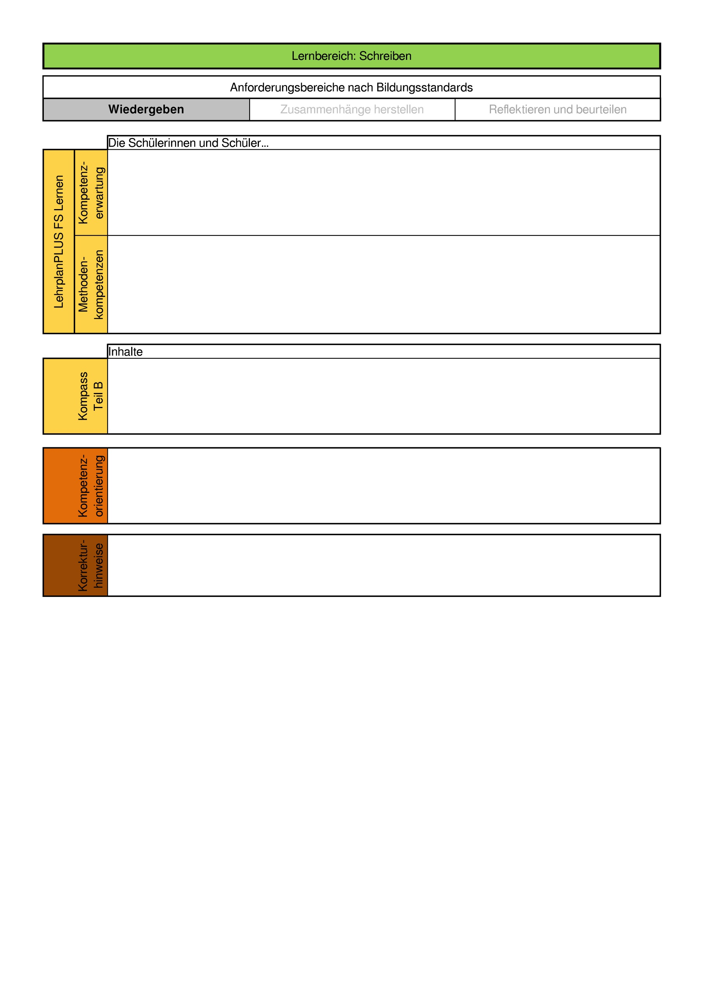 Lernbereich: Schreiben
Anforderungsbereiche nach Bildungsstandards
Wiedergeben
Zusammenhänge herstellen
Reflektieren und beurteilen
Die Schülerinnen und Schüler...
LehrplanPLUS FS Lernen
Kompetenz-
erwartung
Methoden-
kompetenzen
Inhalte
Kompass
Teil B
Kompetenz-
orientierung
Korrektur-
hinweise